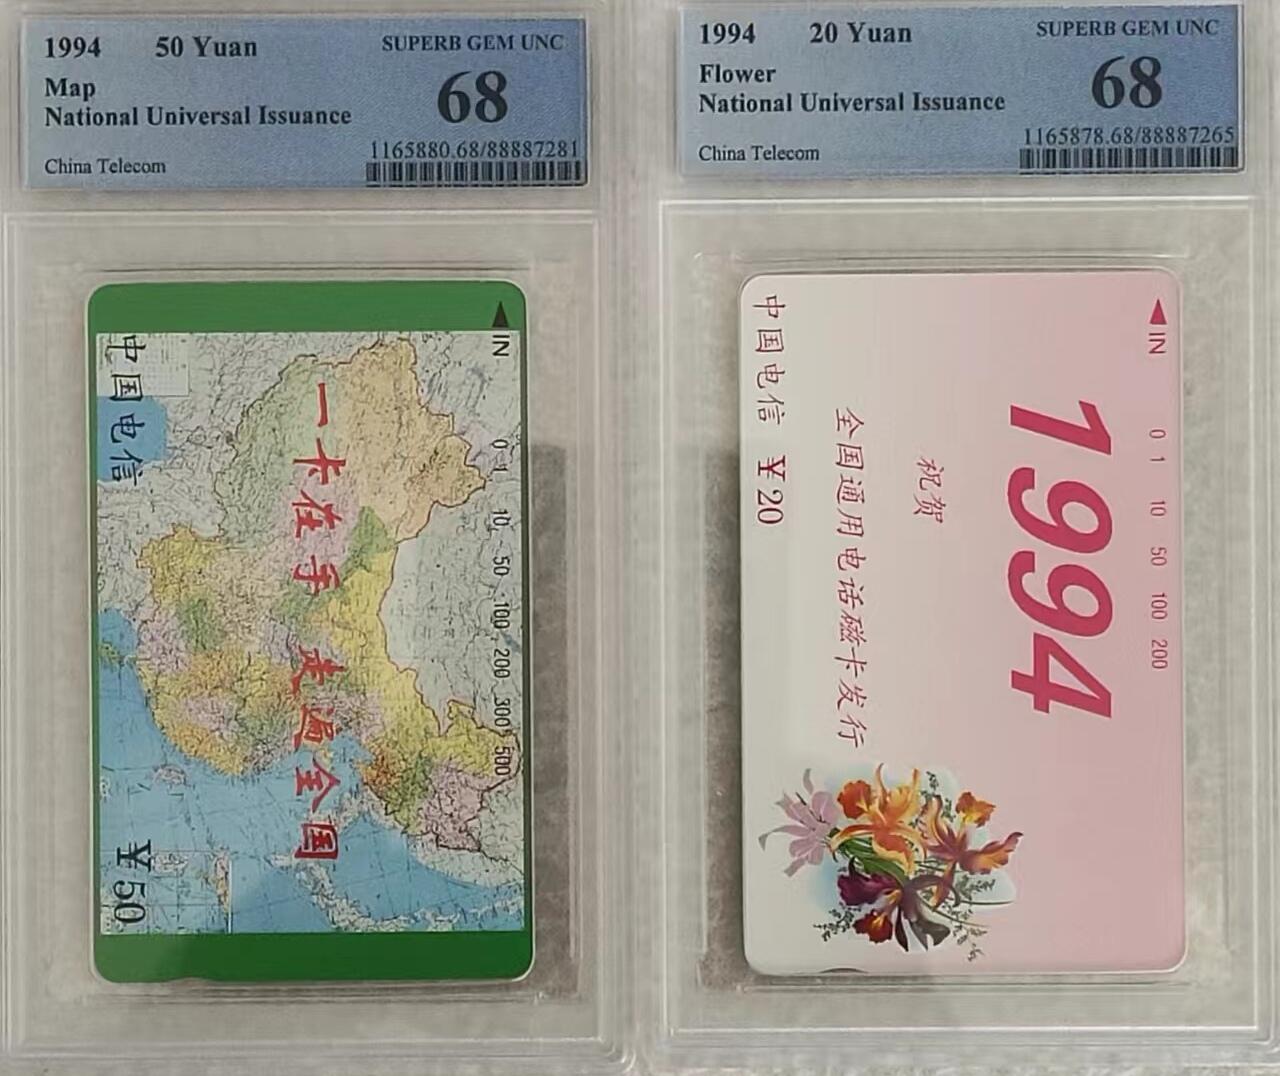 1994 50 Yuan
SUPERB GEM UNC
Map
68
National Universal Issuance
1165880.68/88887281
China Telecom
IN
中国电信
0 1 10 50 100 200 300 500
一卡在手 走遍全国
¥50
1994 20 Yuan
SUPERB GEM UNC
Flower
68
National Universal Issuance
1165878.68/88887265
China Telecom
IN
0 1 10 50 100 200
1994
祝贺
全国通用电话磁卡发行
中国电信 ¥20